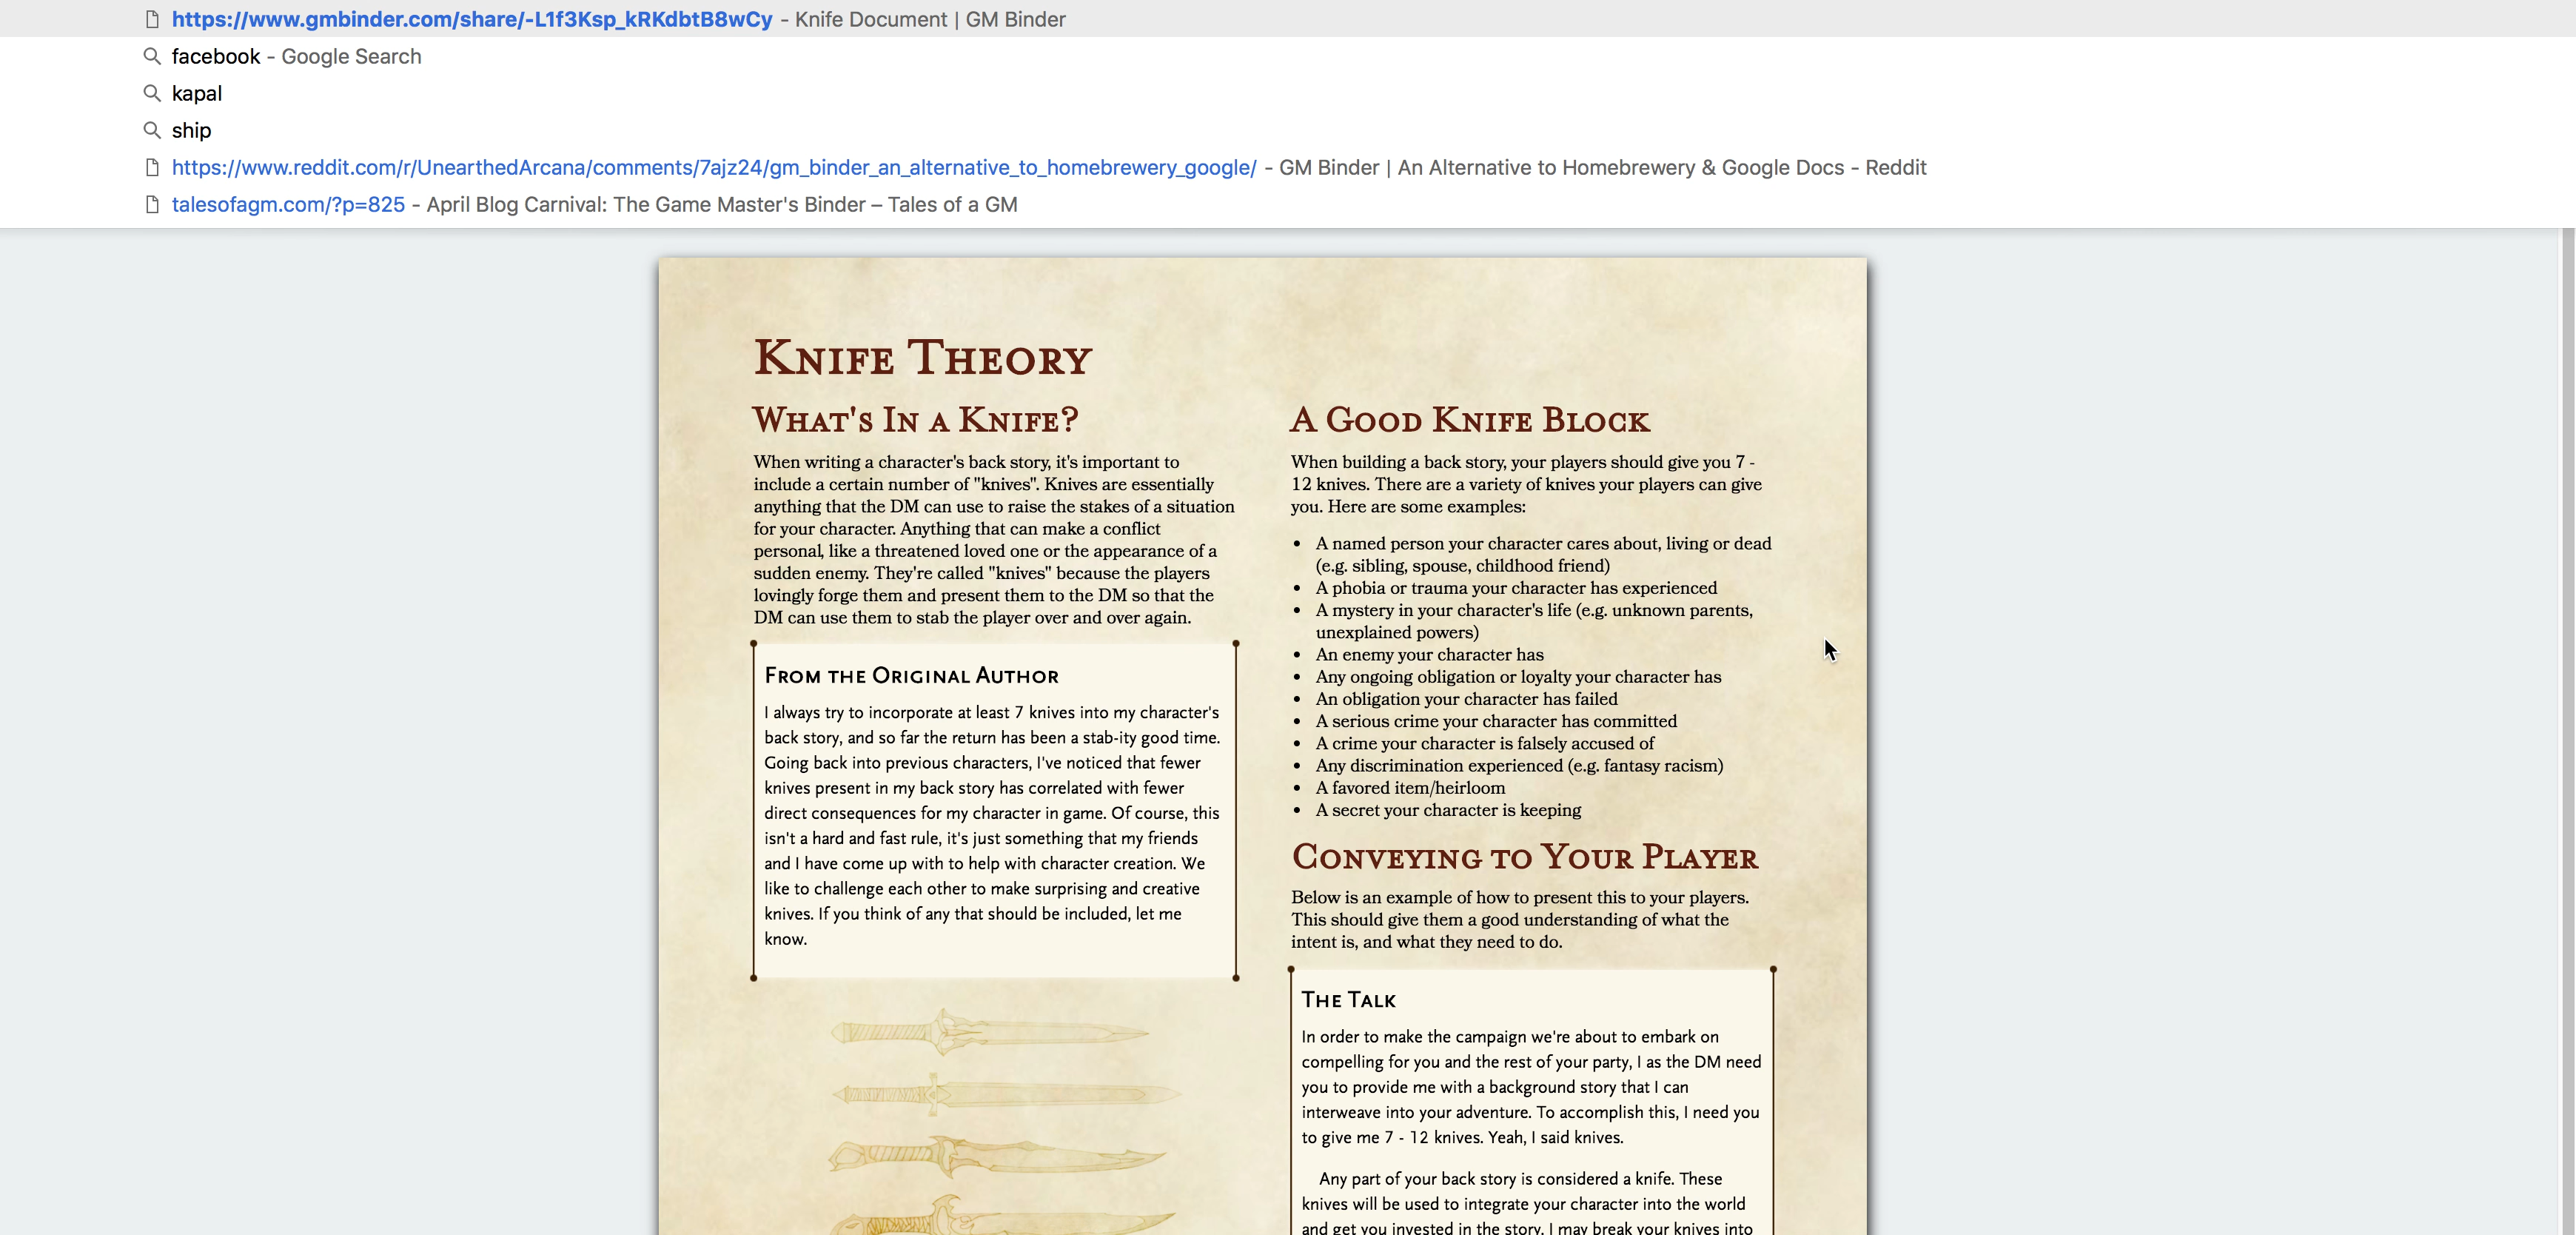 https://www.gmbinder.com/share/-L1f3Ksp_kRKdbtB8wCy - Knife Document | GM Binder
facebook - Google Search
kapal
ship
https://www.reddit.com/r/UnearthedArcana/comments/7ajz24/gm_binder_an_alternative_to_homebrewery_google/ - GM Binder | An Alternative to Homebrewery & Google Docs - Reddit
talesofagm.com/?p=825 - April Blog Carnival: The Game Master's Binder – Tales of a GM
Knife Theory
What's In a Knife?
When writing a character's back story, it's important to
include a certain number of "knives". Knives are essentially
anything that the DM can use to raise the stakes of a situation
for your character. Anything that can make a conflict
personal, like a threatened loved one or the appearance of a
sudden enemy. They're called "knives" because the players
lovingly forge them and present them to the DM so that the
DM can use them to stab the player over and over again.
From the Original Author
I always try to incorporate at least 7 knives into my character's
back story, and so far the return has been a stab-ity good time.
Going back into previous characters, I've noticed that fewer
knives present in my back story has correlated with fewer
direct consequences for my character in game. Of course, this
isn't a hard and fast rule, it's just something that my friends
and I have come up with to help with character creation. We
like to challenge each other to make surprising and creative
knives. If you think of any that should be included, let me
know.
A Good Knife Block
When building a back story, your players should give you 7 -
12 knives. There are a variety of knives your players can give
you. Here are some examples:
• A named person your character cares about, living or dead
(e.g. sibling, spouse, childhood friend)
• A phobia or trauma your character has experienced
• A mystery in your character's life (e.g. unknown parents,
unexplained powers)
• An enemy your character has
• Any ongoing obligation or loyalty your character has
• An obligation your character has failed
• A serious crime your character has committed
• A crime your character is falsely accused of
• Any discrimination experienced (e.g. fantasy racism)
• A favored item/heirloom
• A secret your character is keeping
Conveying to Your Player
Below is an example of how to present this to your players.
This should give them a good understanding of what the
intent is, and what they need to do.
The Talk
In order to make the campaign we're about to embark on
compelling for you and the rest of your party, I as the DM need
you to provide me with a background story that I can
interweave into your adventure. To accomplish this, I need you
to give me 7 - 12 knives. Yeah, I said knives.
Any part of your back story is considered a knife. These
knives will be used to integrate your character into the world
and get you invested in the story. I may break your knives into